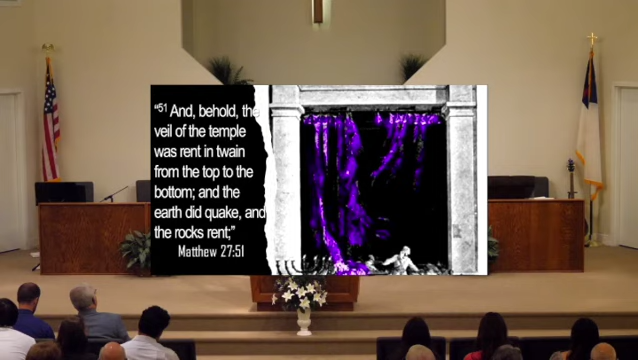 "51 And, behold, the
veil of the temple
was rent in twain
from the top to the
bottom; and the
earth did quake, and
the rocks rent;"
Matthew 27:51